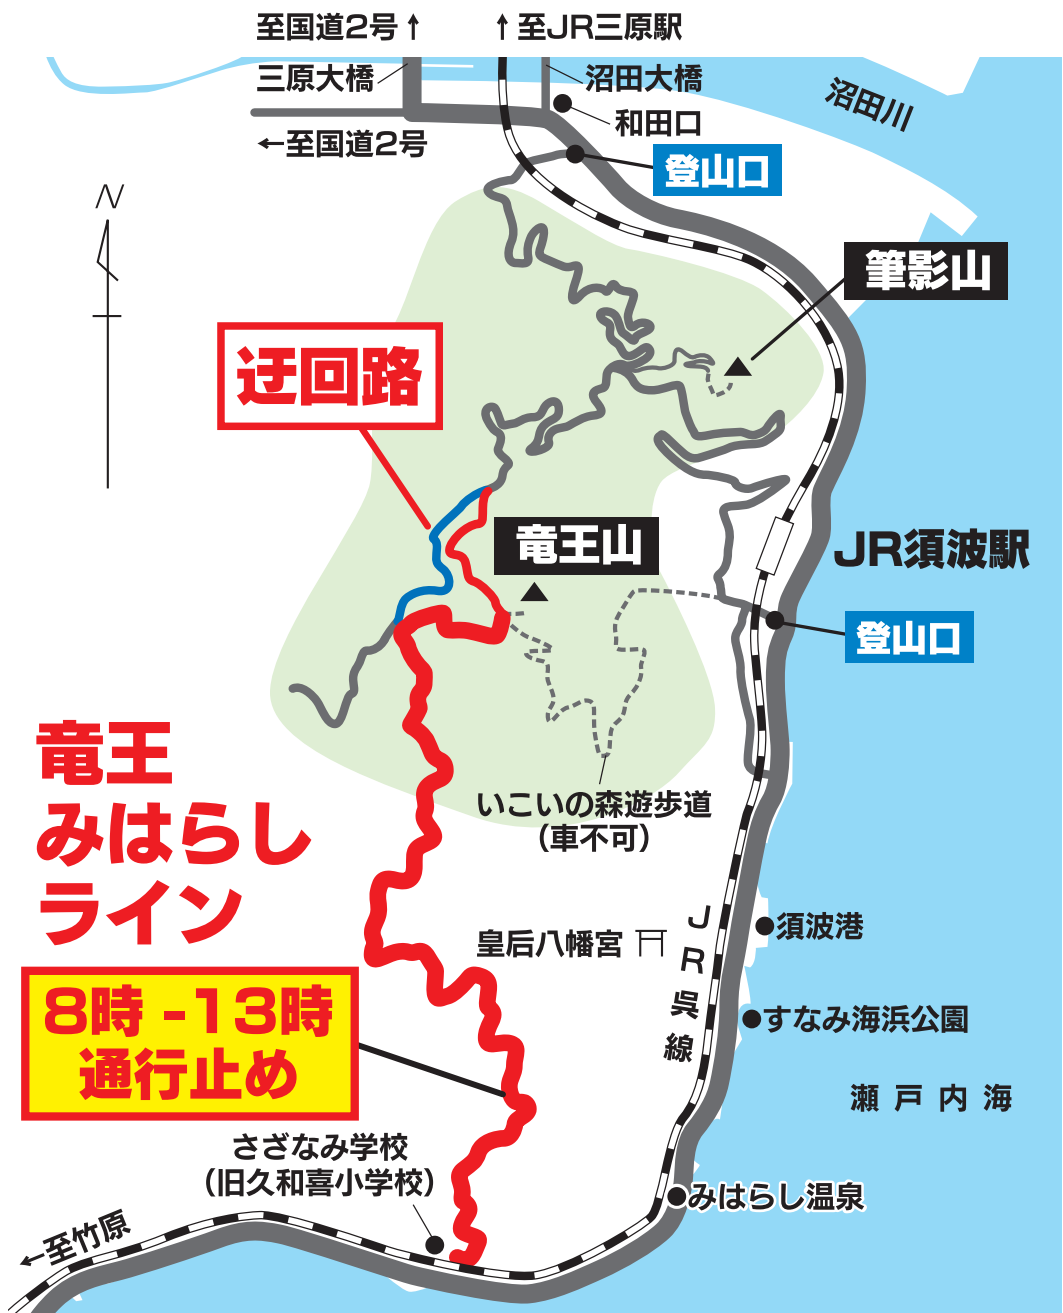 至国道2号↑
↑至JR三原駅
三原大橋
沼田大橋
沼田川
和田口
←至国道2号
登山口
N
筆影山
迂回路
竜王山
JR須波駅
登山口
竜王
みはらし
ライン
いこいの森遊歩道
(車不可)
皇后八幡宮
JR呉線
須波港
8時 -13時
通行止め
すなみ海浜公園
瀬戸内海
さざなみ学校
(旧久和喜小学校)
みはらし温泉
←至竹原